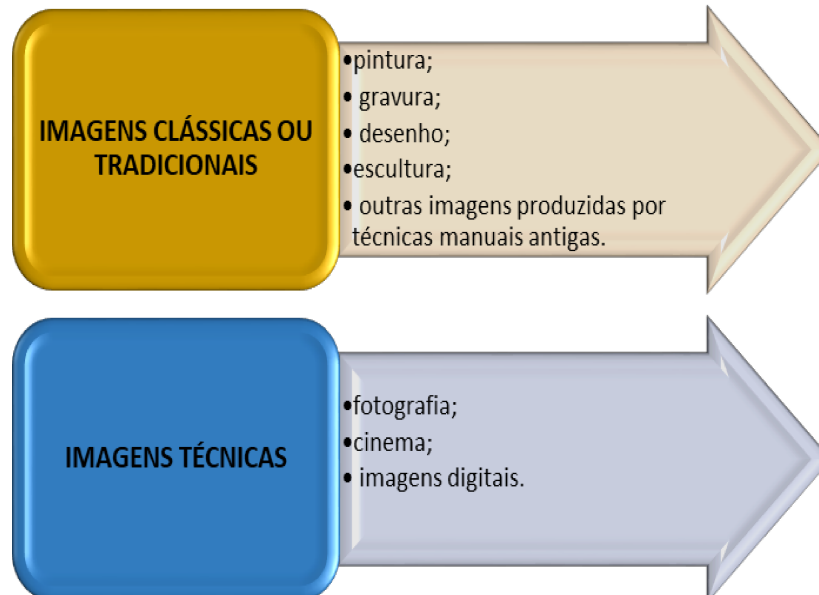 IMAGENS CLÁSSICAS OU
TRADICIONAIS
•pintura;
• gravura;
• desenho;
•escultura;
• outras imagens produzidas por
técnicas manuais antigas.
IMAGENS TÉCNICAS
•fotografia;
•cinema;
• imagens digitais.